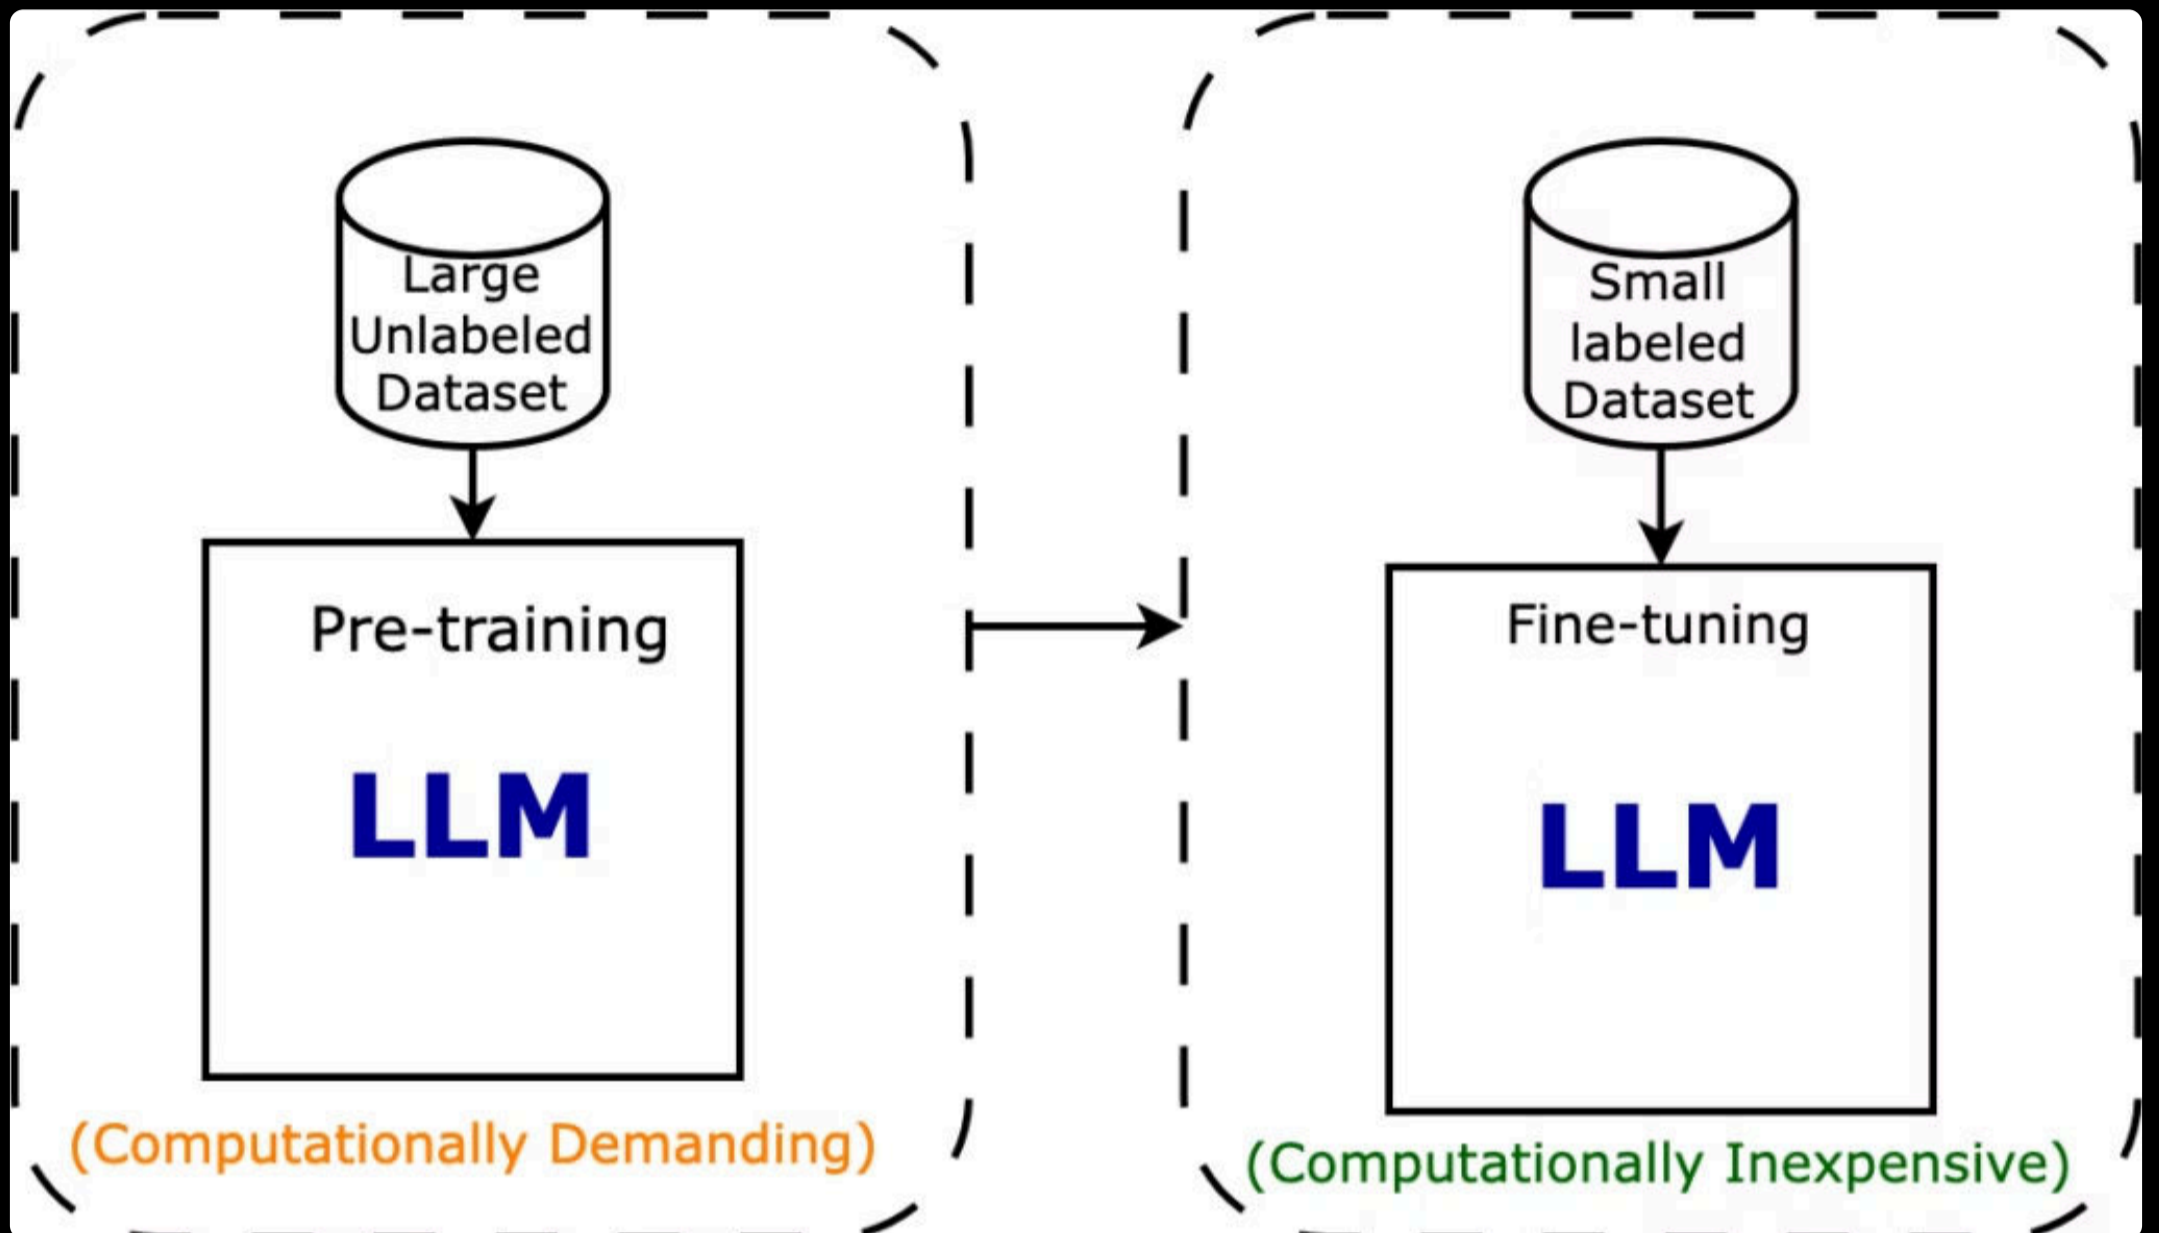 Large
Unlabeled
Dataset
Pre-training
LLM
(Computationally Demanding)
Small
labeled
Dataset
Fine-tuning
LLM
(Computationally Inexpensive)